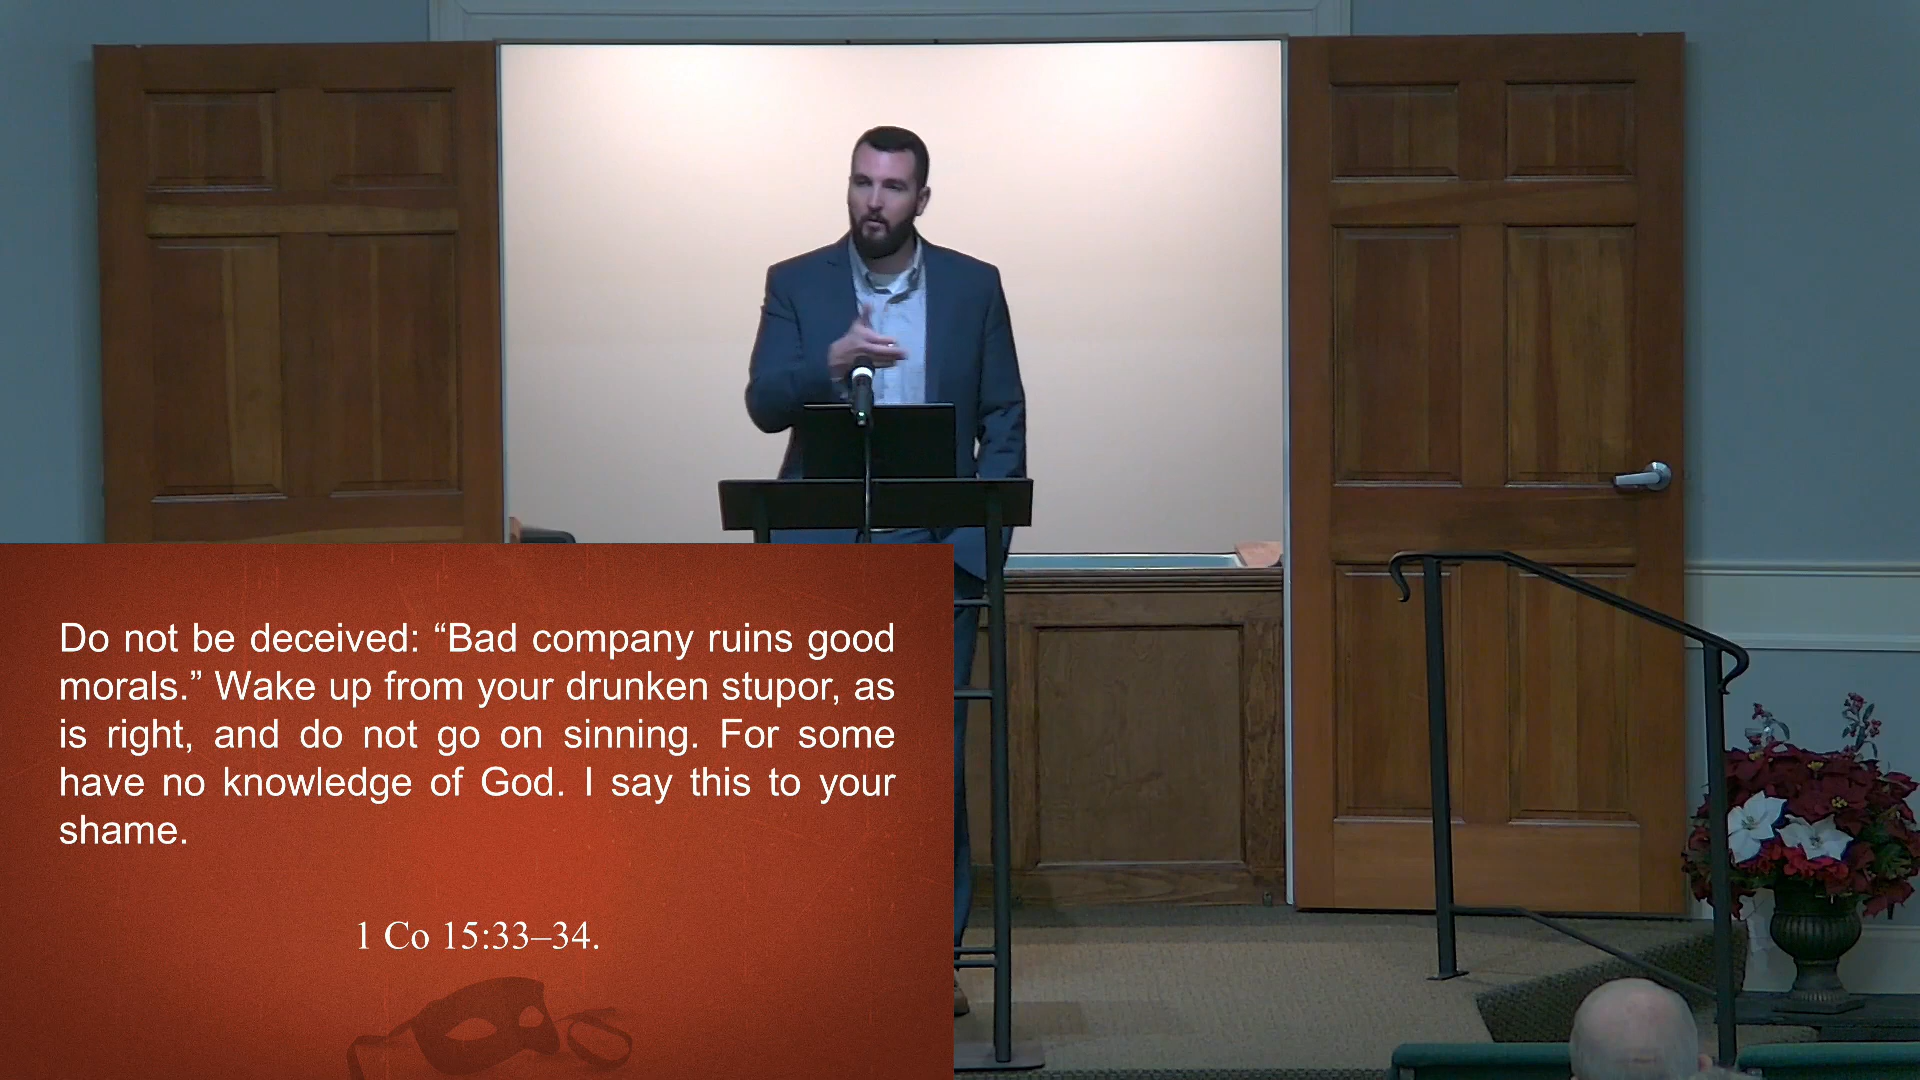 Do not be deceived: “Bad company ruins good
morals.” Wake up from your drunken stupor, as
is right, and do not go on sinning. For some
have no knowledge of God. I say this to your
shame.
1 Co 15:33–34.